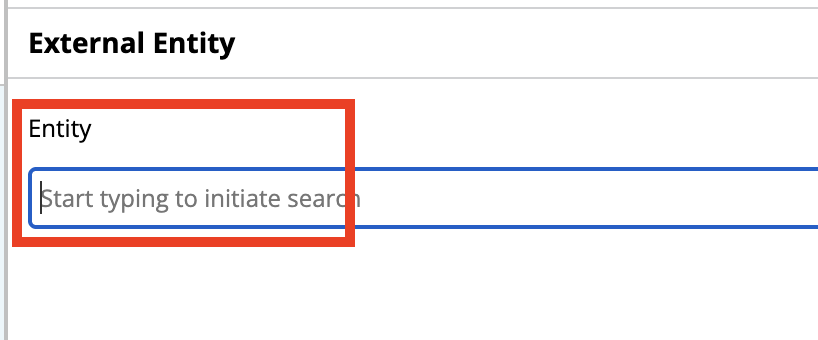 External Entity
Entity
Start typing to initiate search